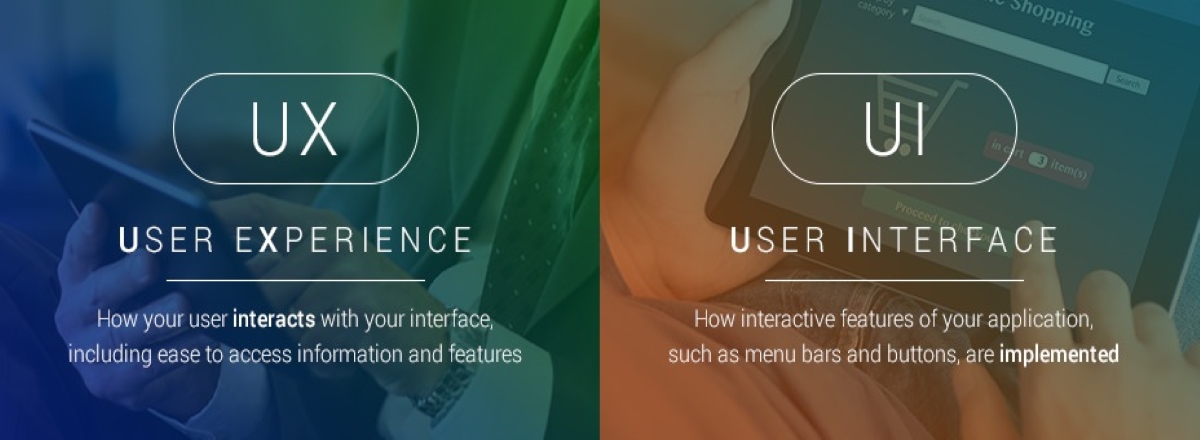 UX
USER EXPERIENCE
How your user interacts with your interface,
including ease to access information and features
category
Shopping
Search
in cart 3 item(s)
Proceed to
UI
USER INTERFACE
How interactive features of your application,
such as menu bars and buttons, are implemented